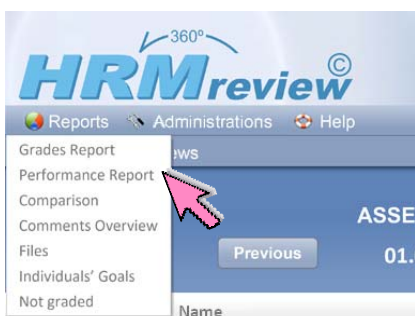 360°
HRMreview ©
Reports Administrations Help
Grades Report
Performance Report
Comparison
Comments Overview
Files
Individuals' Goals
Not graded
ASSE
Previous
01.
Name